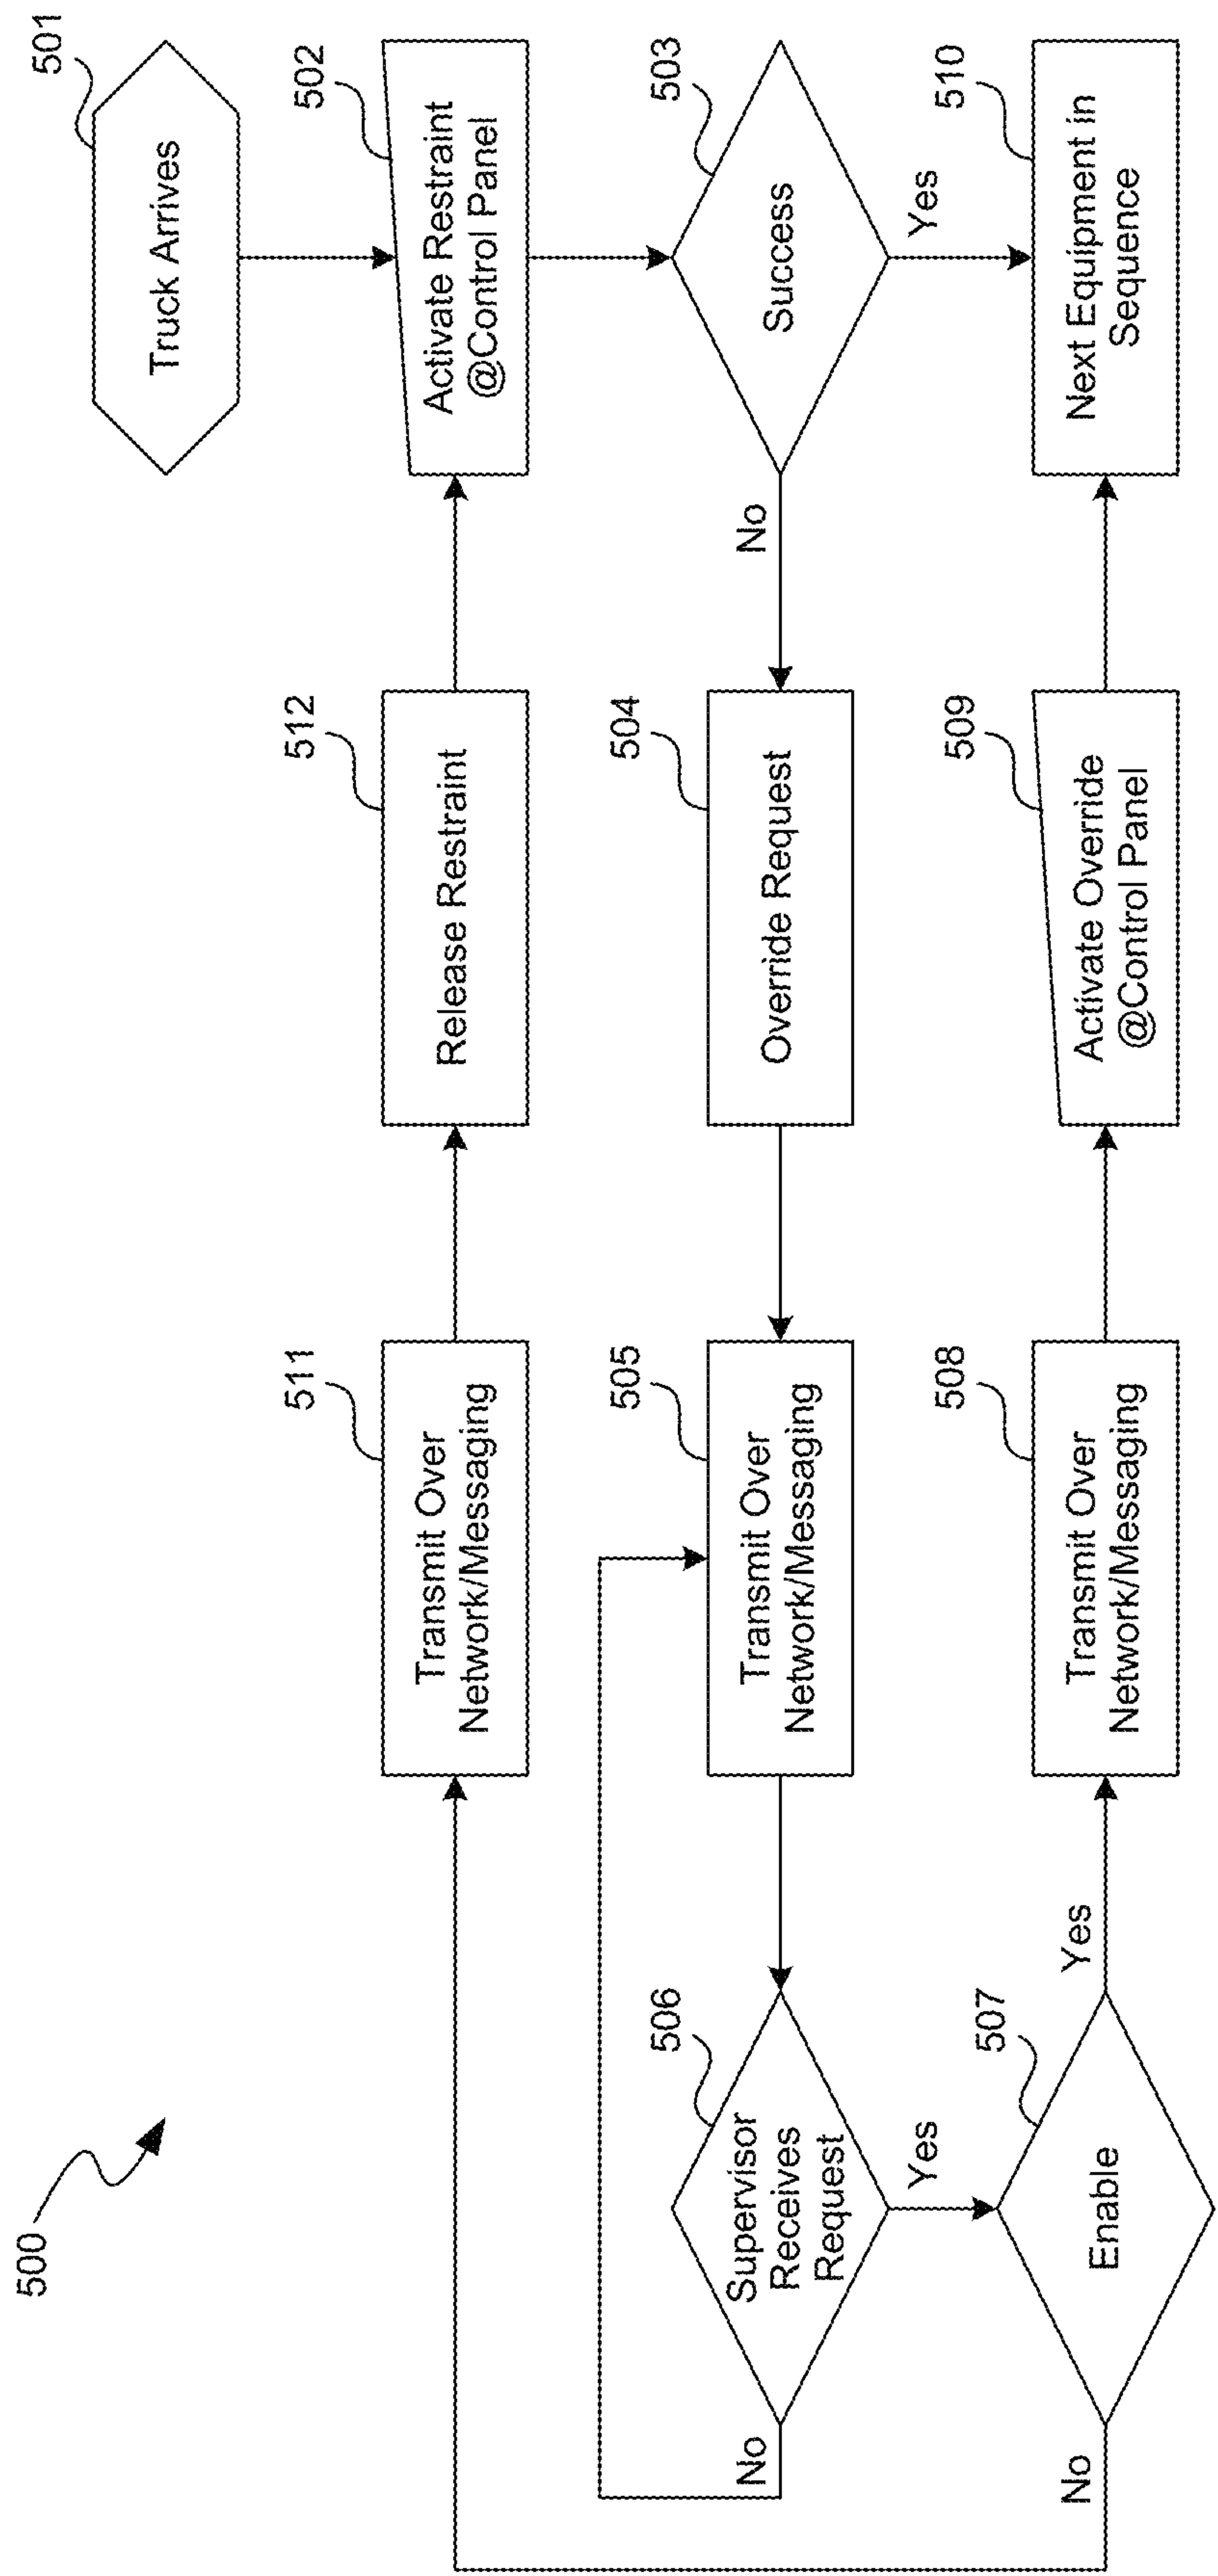 500
501
Truck Arrives
511
Transmit Over
Network/Messaging
512
Release Restraint
502
Activate Restraint
@Control Panel
506
Supervisor
Receives
Request
No
Yes
505
Transmit Over
Network/Messaging
504
Override Request
No
503
Success
Yes
507
Enable
No
Yes
508
Transmit Over
Network/Messaging
509
Activate Override
@Control Panel
510
Next Equipment in
Sequence